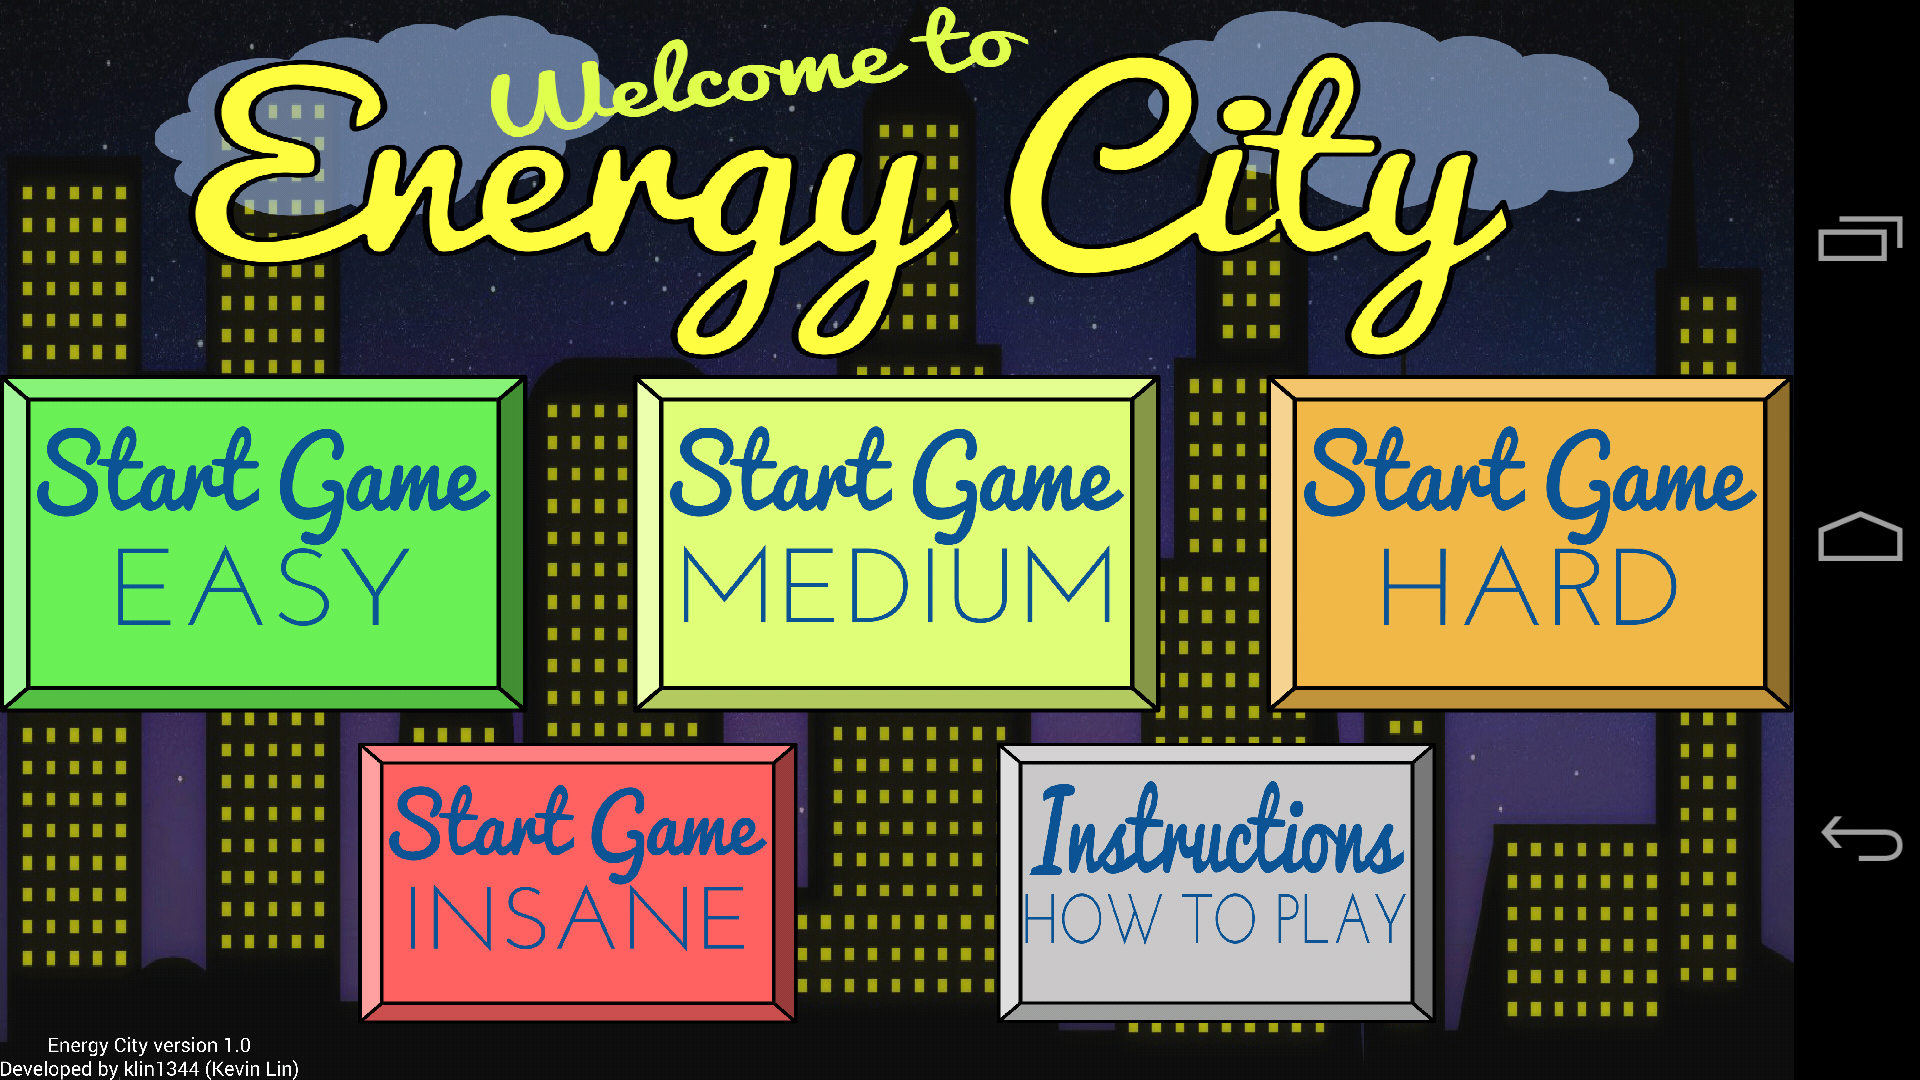 Welcome to
Energy City
Start Game
EASY
Start Game
MEDIUM
Start Game
HARD
Start Game
INSANE
Instructions
HOW TO PLAY
Energy City version 1.0
Developed by klin1344 (Kevin Lin)